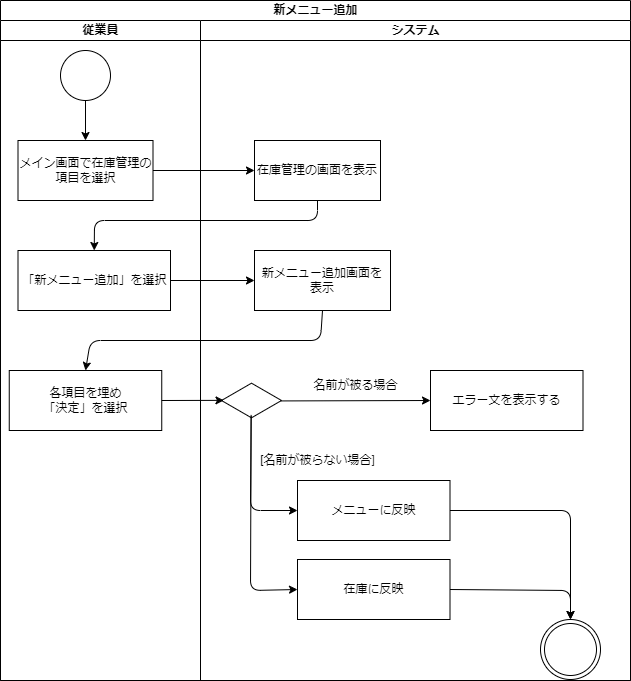 新メニュー追加
従業員
システム
メイン画面で在庫管理の
項目を選択
在庫管理の画面を表示
「新メニュー追加」を選択
新メニュー追加画面を
表示
各項目を埋め
「決定」を選択
名前が被る場合
エラー文を表示する
[名前が被らない場合]
メニューに反映
在庫に反映